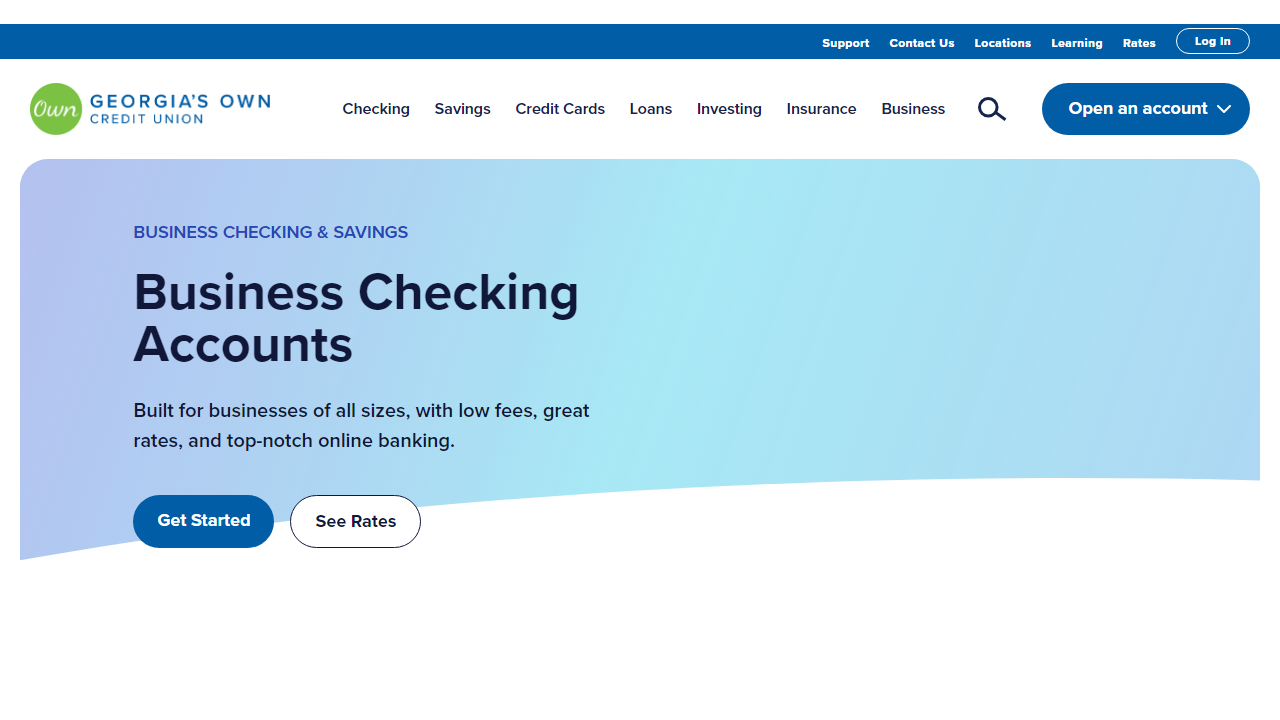 Support Contact Us Locations Learning Rates Log In
Own GEORGIA'S OWN
CREDIT UNION
Checking Savings Credit Cards Loans Investing Insurance Business Open an account
BUSINESS CHECKING & SAVINGS
Business Checking
Accounts
Built for businesses of all sizes, with low fees, great
rates, and top-notch online banking.
Get Started See Rates